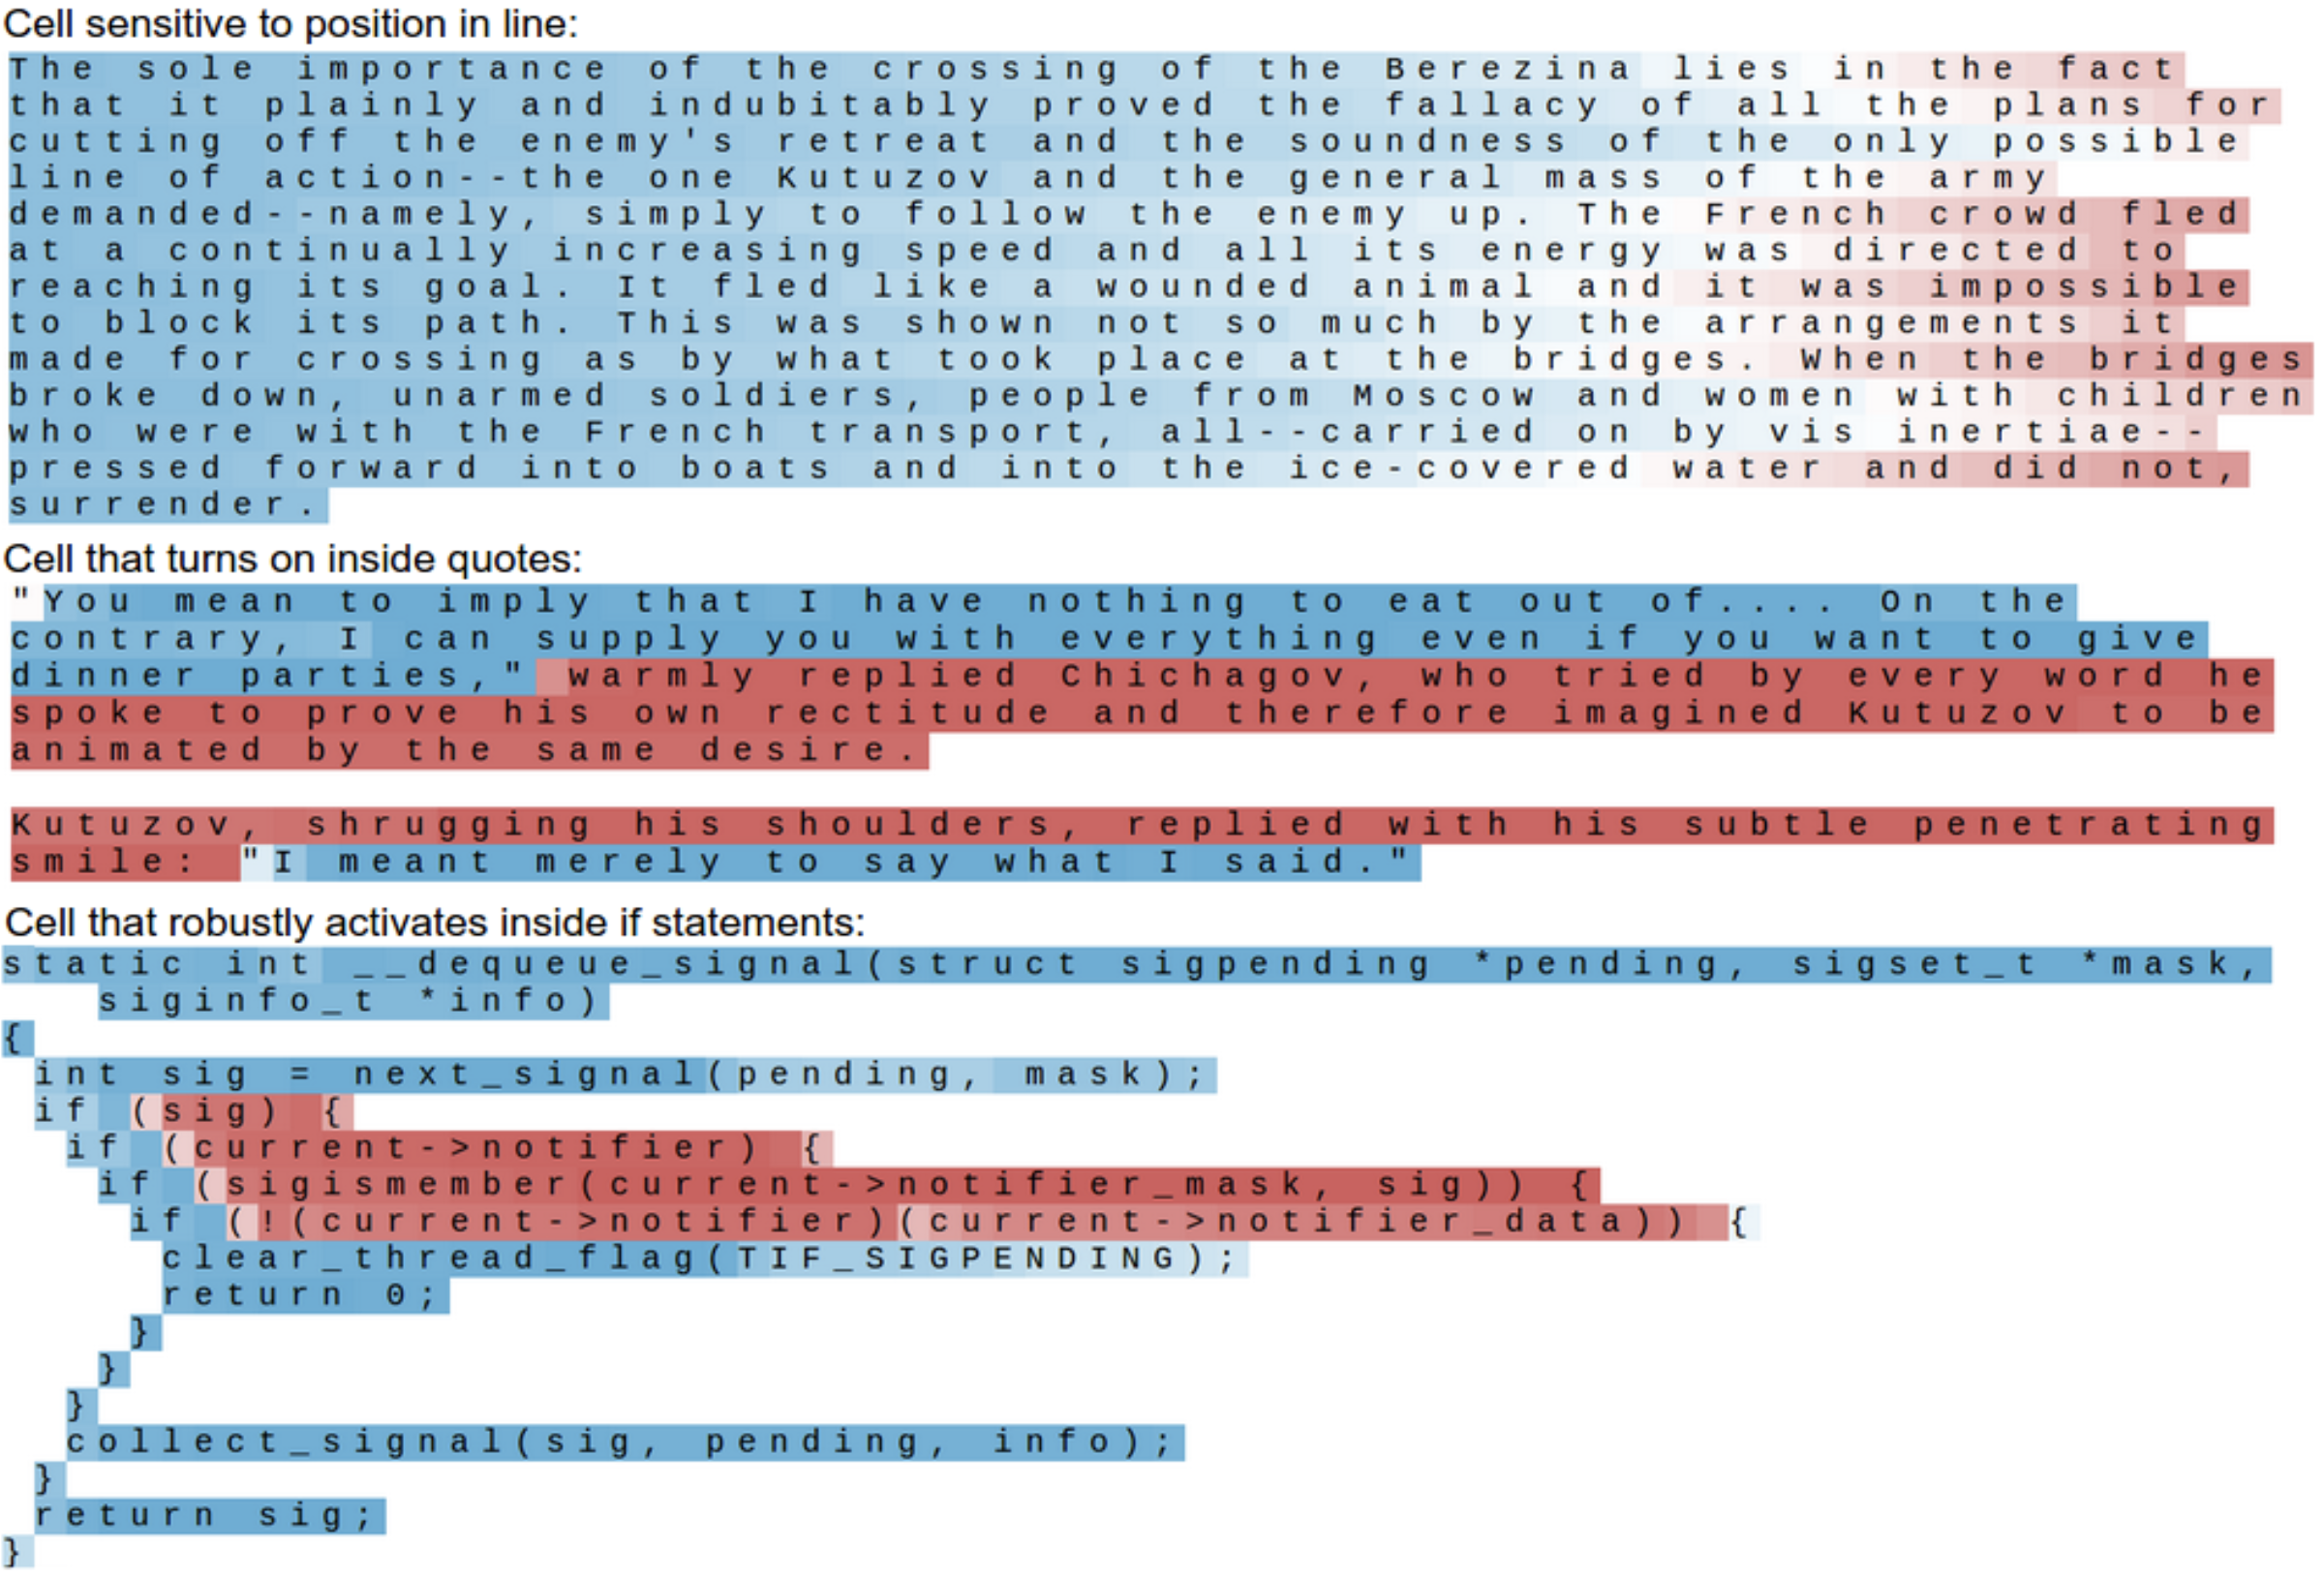 Cell sensitive to position in line:
The sole importance of the crossing of the Berezina lies in the fact
that it plainly and indubitably proved the fallacy of all the plans for
cutting off the enemy's retreat and the soundness of the only possible
line of action--the one Kutuzov and the general mass of the army
demanded--namely, simply to follow the enemy up. The French crowd fled
at a continually increasing speed and all its energy was directed to
reaching its goal. It fled like a wounded animal and it was impossible
to block its path. This was shown not so much by the arrangements it
made for crossing as by what took place at the bridges. When the bridges
broke down, unarmed soldiers, people from Moscow and women with children
who were with the French transport, all--carried on by vis inertiae--
pressed forward into boats and into the ice-covered water and did not,
surrender.
Cell that turns on inside quotes:
"You mean to imply that I have nothing to eat out of.... On the
contrary, I can supply you with everything even if you want to give
dinner parties," warmly replied Chichagov, who tried by every word he
spoke to prove his own rectitude and therefore imagined Kutuzov to be
animated by the same desire.
Kutuzov, shrugging his shoulders, replied with his subtle penetrating
smile: "I meant merely to say what I said."
Cell that robustly activates inside if statements:
static int __dequeue_signal(struct sigpending *pending, sigset_t *mask,
siginfo_t *info)
{
int sig = next_signal(pending, mask);
if (sig) {
if (current->notifier) {
if (sigismember(current->notifier_mask, sig)) {
if (!(current->notifier)(current->notifier_data)) {
clear_thread_flag(TIF_SIGPENDING);
return 0;
}
}
}
collect_signal(sig, pending, info);
}
return sig;
}